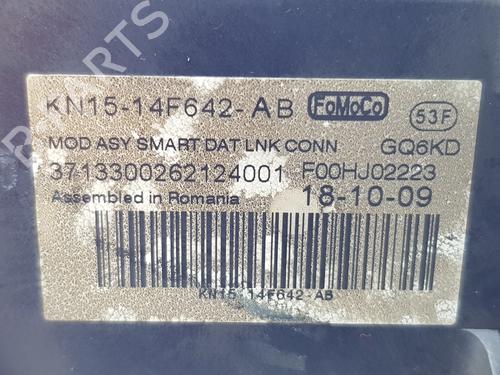 KN15-14F642-AB FoMoCo 53F
MOD ASY SMART DAT LNK CONN GQ6KD
3713300262124001 F00HJ02223
Assembled in Romania 18-10-09
KN15-14F642-AB
PARTS